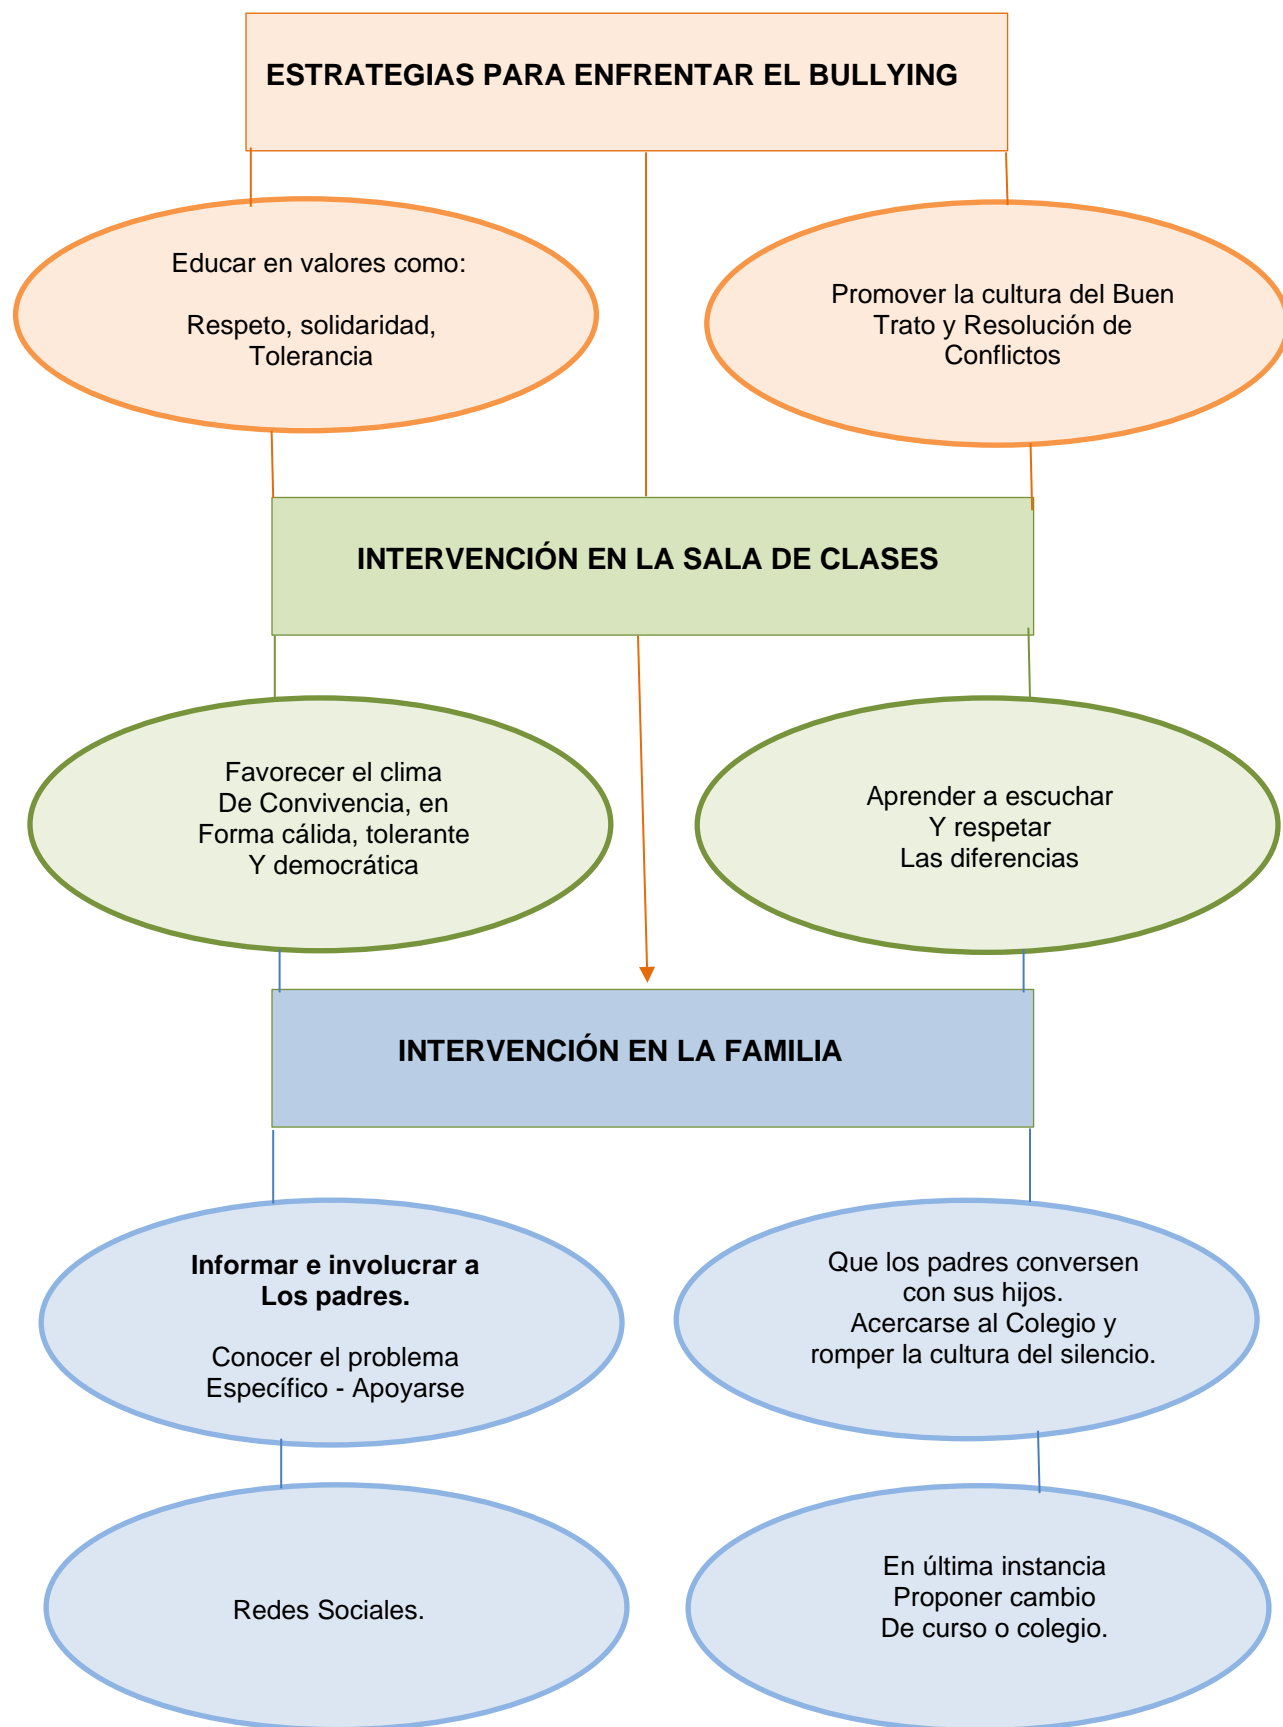 ESTRATEGIAS PARA ENFRENTAR EL BULLYING
Educar en valores como:
Respeto, solidaridad,
Tolerancia
Promover la cultura del Buen
Trato y Resolución de
Conflictos
INTERVENCIÓN EN LA SALA DE CLASES
Favorecer el clima
De Convivencia, en
Forma cálida, tolerante
Y democrática
Aprender a escuchar
Y respetar
Las diferencias
INTERVENCIÓN EN LA FAMILIA
Informar e involucrar a
Los padres.
Conocer el problema
Específico - Apoyarse
Que los padres conversen
con sus hijos.
Acercarse al Colegio y
romper la cultura del silencio.
Redes Sociales.
En última instancia
Proponer cambio
De curso o colegio.